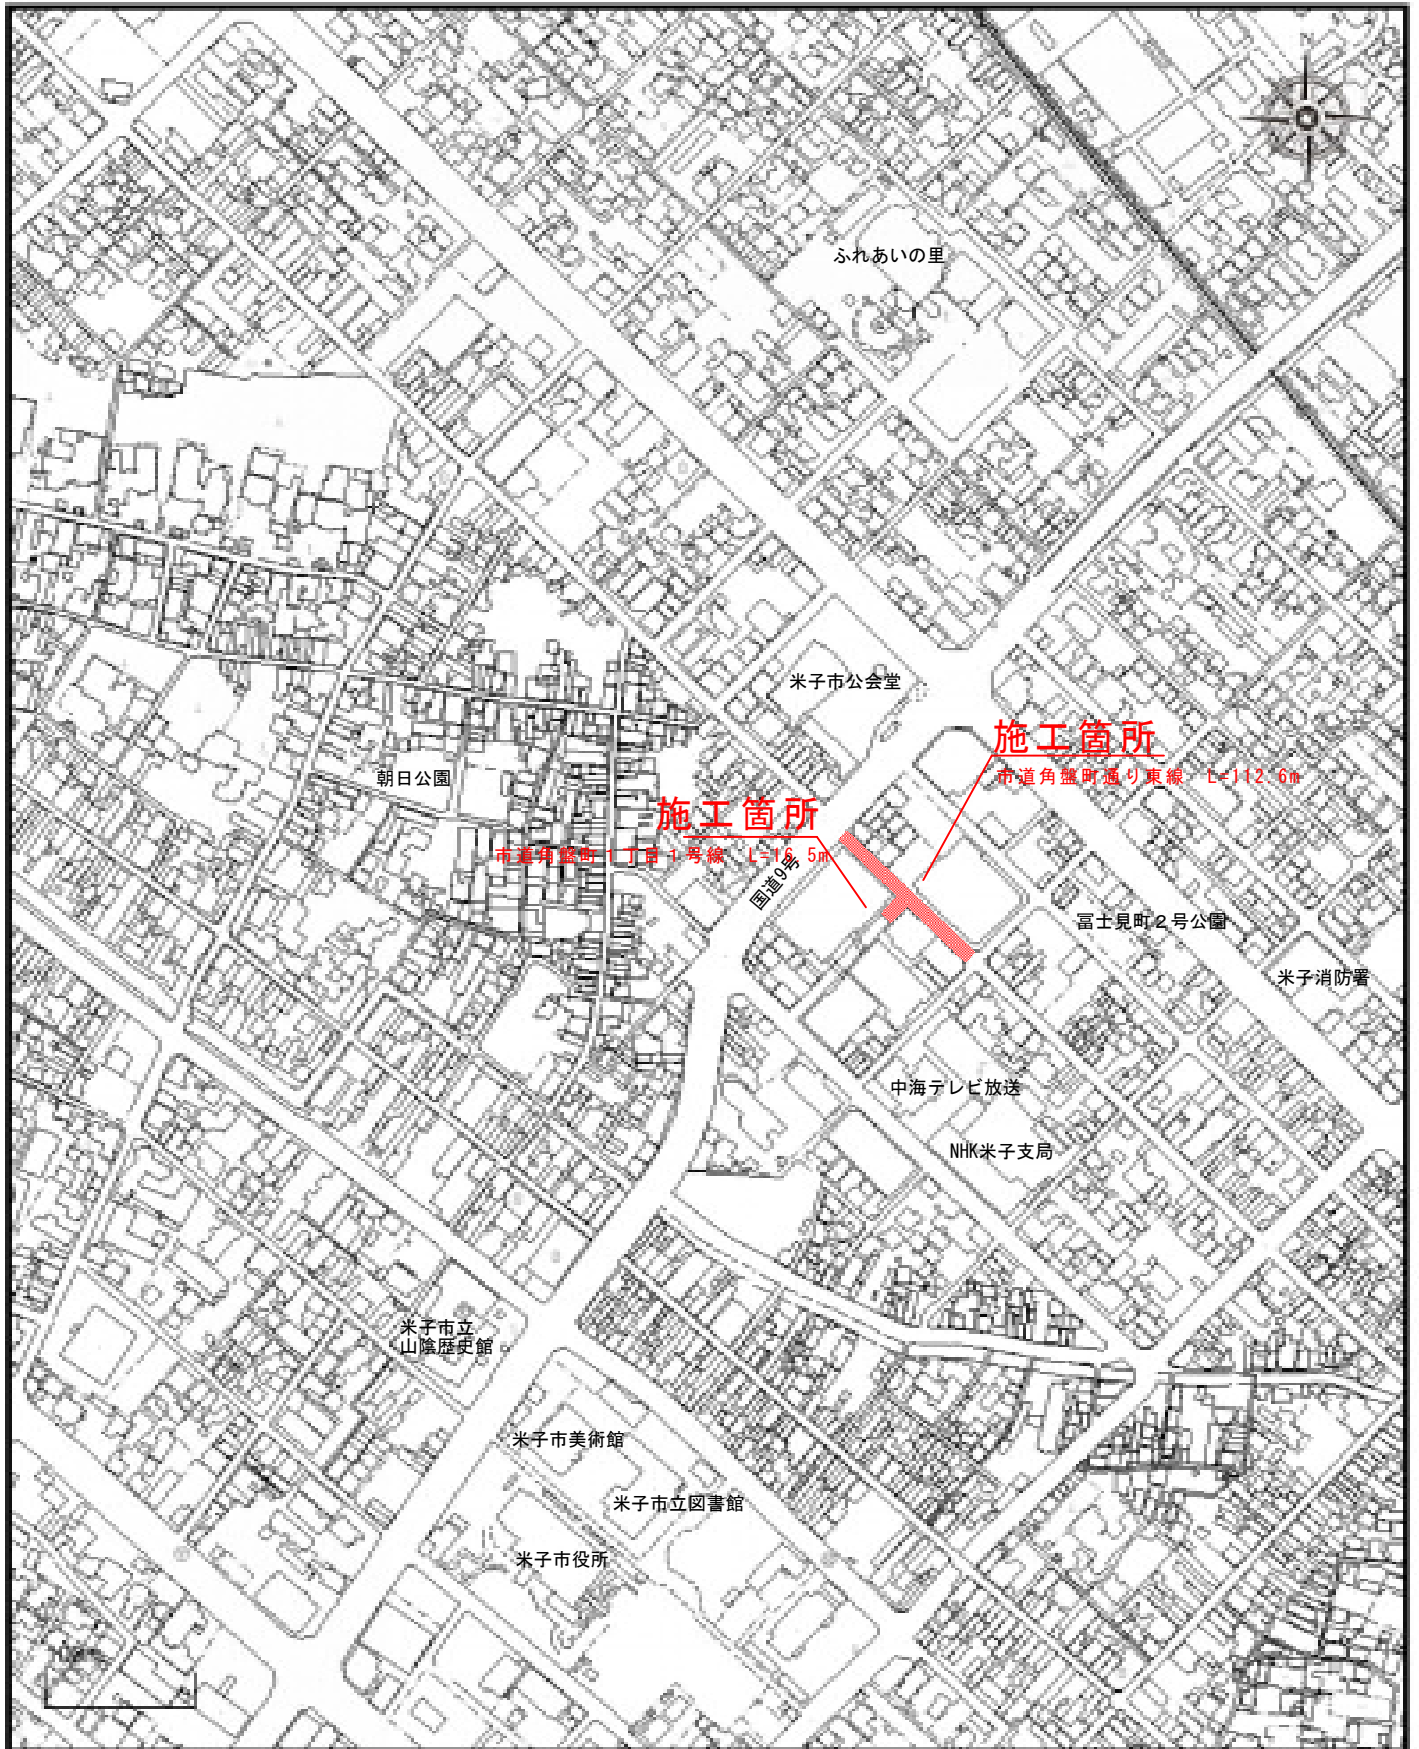 N
ふれあいの里
米子市公会堂
施工箇所
市道角盤町通り東線 L=112.6m
朝日公園
施工箇所
市道角盤町1丁目1号線 L=16.5m
国道9号
冨士見町2号公園
米子消防署
中海テレビ放送
NHK米子支局
米子市立
山陰歴史館
米子市美術館
米子市立図書館
米子市役所